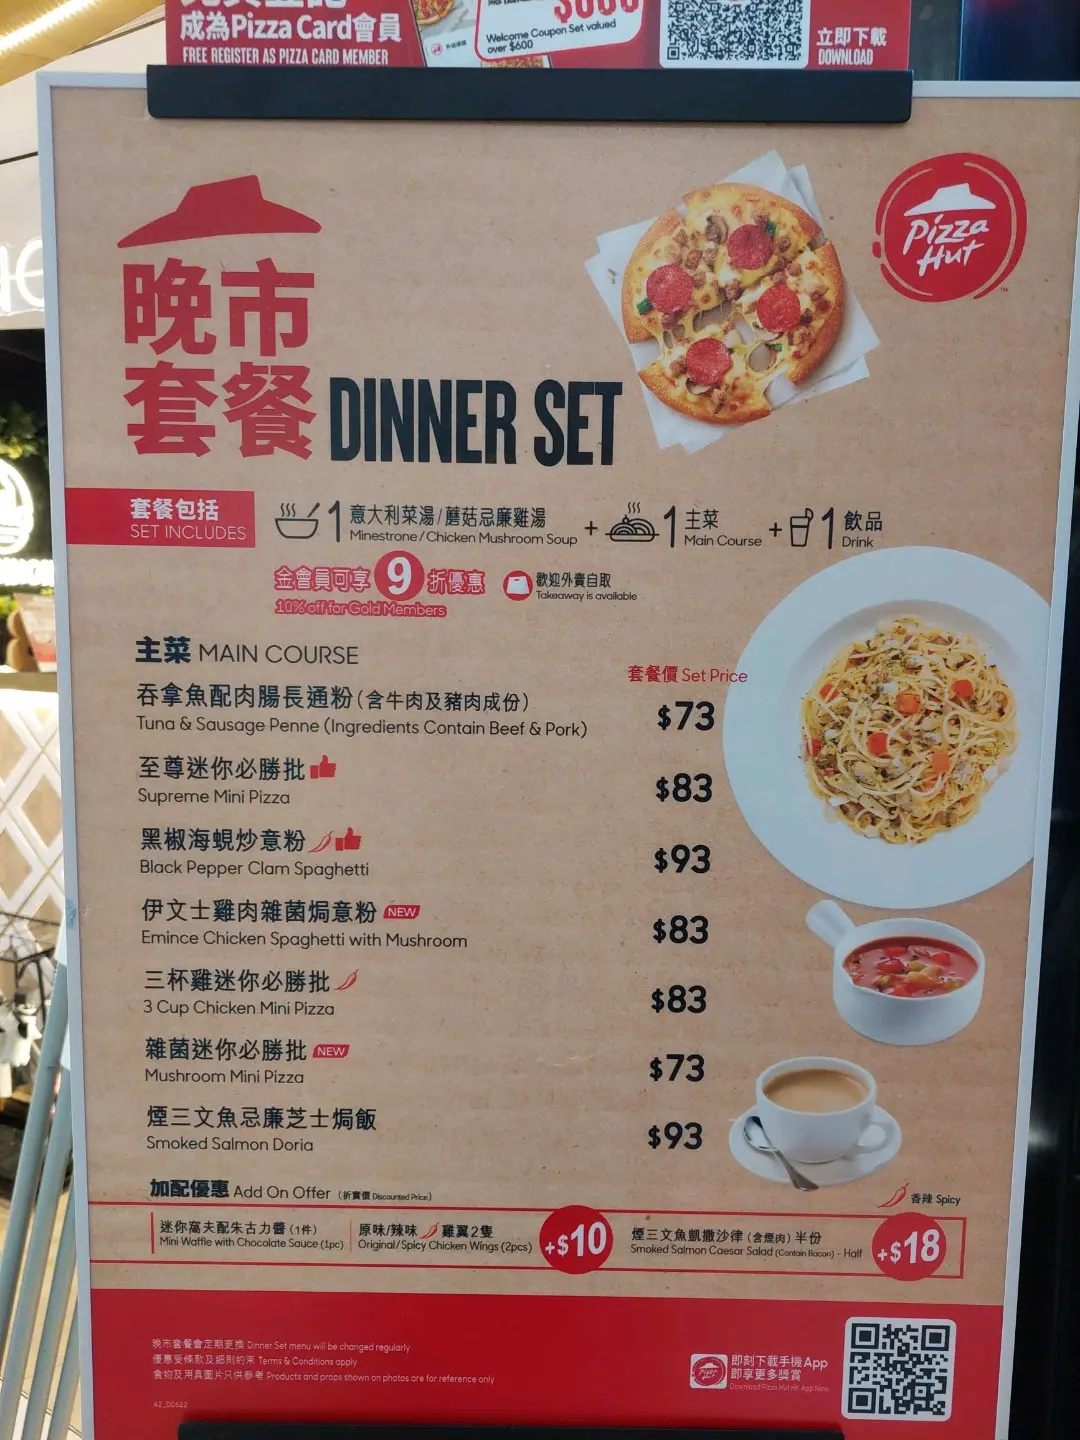 成為Pizza Card會員
FREE REGISTER AS PIZZA CARD MEMBER
Welcome Coupon Set valued
over $600
立即下載
DOWNLOAD
Pizza
Hut
晚市
套餐 DINNER SET
套餐包括
SET INCLUDES
1 意大利菜湯/蘑菇忌廉雞湯
Minestrone/Chicken Mushroom Soup
+
1 主菜
Main Course
+
1 飲品
Drink
金會員可享9折優惠
10% off for Gold Members
歡迎外賣自取
Takeaway is available
主菜 MAIN COURSE
套餐價 Set Price
吞拿魚配肉腸長通粉(含牛肉及豬肉成份)
Tuna & Sausage Penne (Ingredients Contain Beef & Pork)
$73
至尊迷你必勝批
Supreme Mini Pizza
$83
黑椒海蜆炒意粉
Black Pepper Clam Spaghetti
$93
伊文士雞肉雜菌焗意粉 NEW
Emince Chicken Spaghetti with Mushroom
$83
三杯雞迷你必勝批
3 Cup Chicken Mini Pizza
$83
雜菌迷你必勝批 NEW
Mushroom Mini Pizza
$73
煙三文魚忌廉芝士焗飯
Smoked Salmon Doria
$93
加配優惠 Add On Offer (折實價 Discounted Price)
香辣 Spicy
迷你窩夫配朱古力醬 (1件)
Mini Waffle with Chocolate Sauce (1pc)
原味/辣味 雞翼2隻
Original/Spicy Chicken Wings (2pcs)
+$10
煙三文魚凱撒沙律 (含煙肉) 半份
Smoked Salmon Caesar Salad (Contain Bacon) - Half
+$18
晚市套餐會定期更換 Dinner Set menu will be changed regularly
優惠受條款及細則約束 Terms & Conditions apply
食物及用具圖片只供參考 Products and props shown on photos are for reference only
A2_DC622
Pizza
Hut
即刻下載手機App
即享更多獎賞
Download Pizza Hut HK App Now